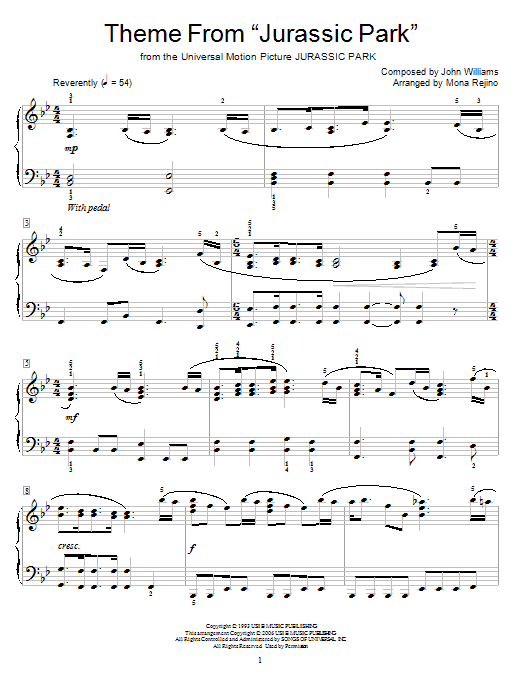 Theme From “Jurassic Park”
from the Universal Motion Picture JURASSIC PARK
Composed by John Williams
Arranged by Mona Rejino
Reverently (♩ = 54)
mp
With pedal
3
5
mf
8
cresc.
f
Copyright © 1993 USI B MUSIC PUBLISHING
This arrangement Copyright © 2006 USI B MUSIC PUBLISHING
All Rights Controlled and Administered by SONGS OF UNIVERSAL, INC.
All Rights Reserved Used by Permission
1